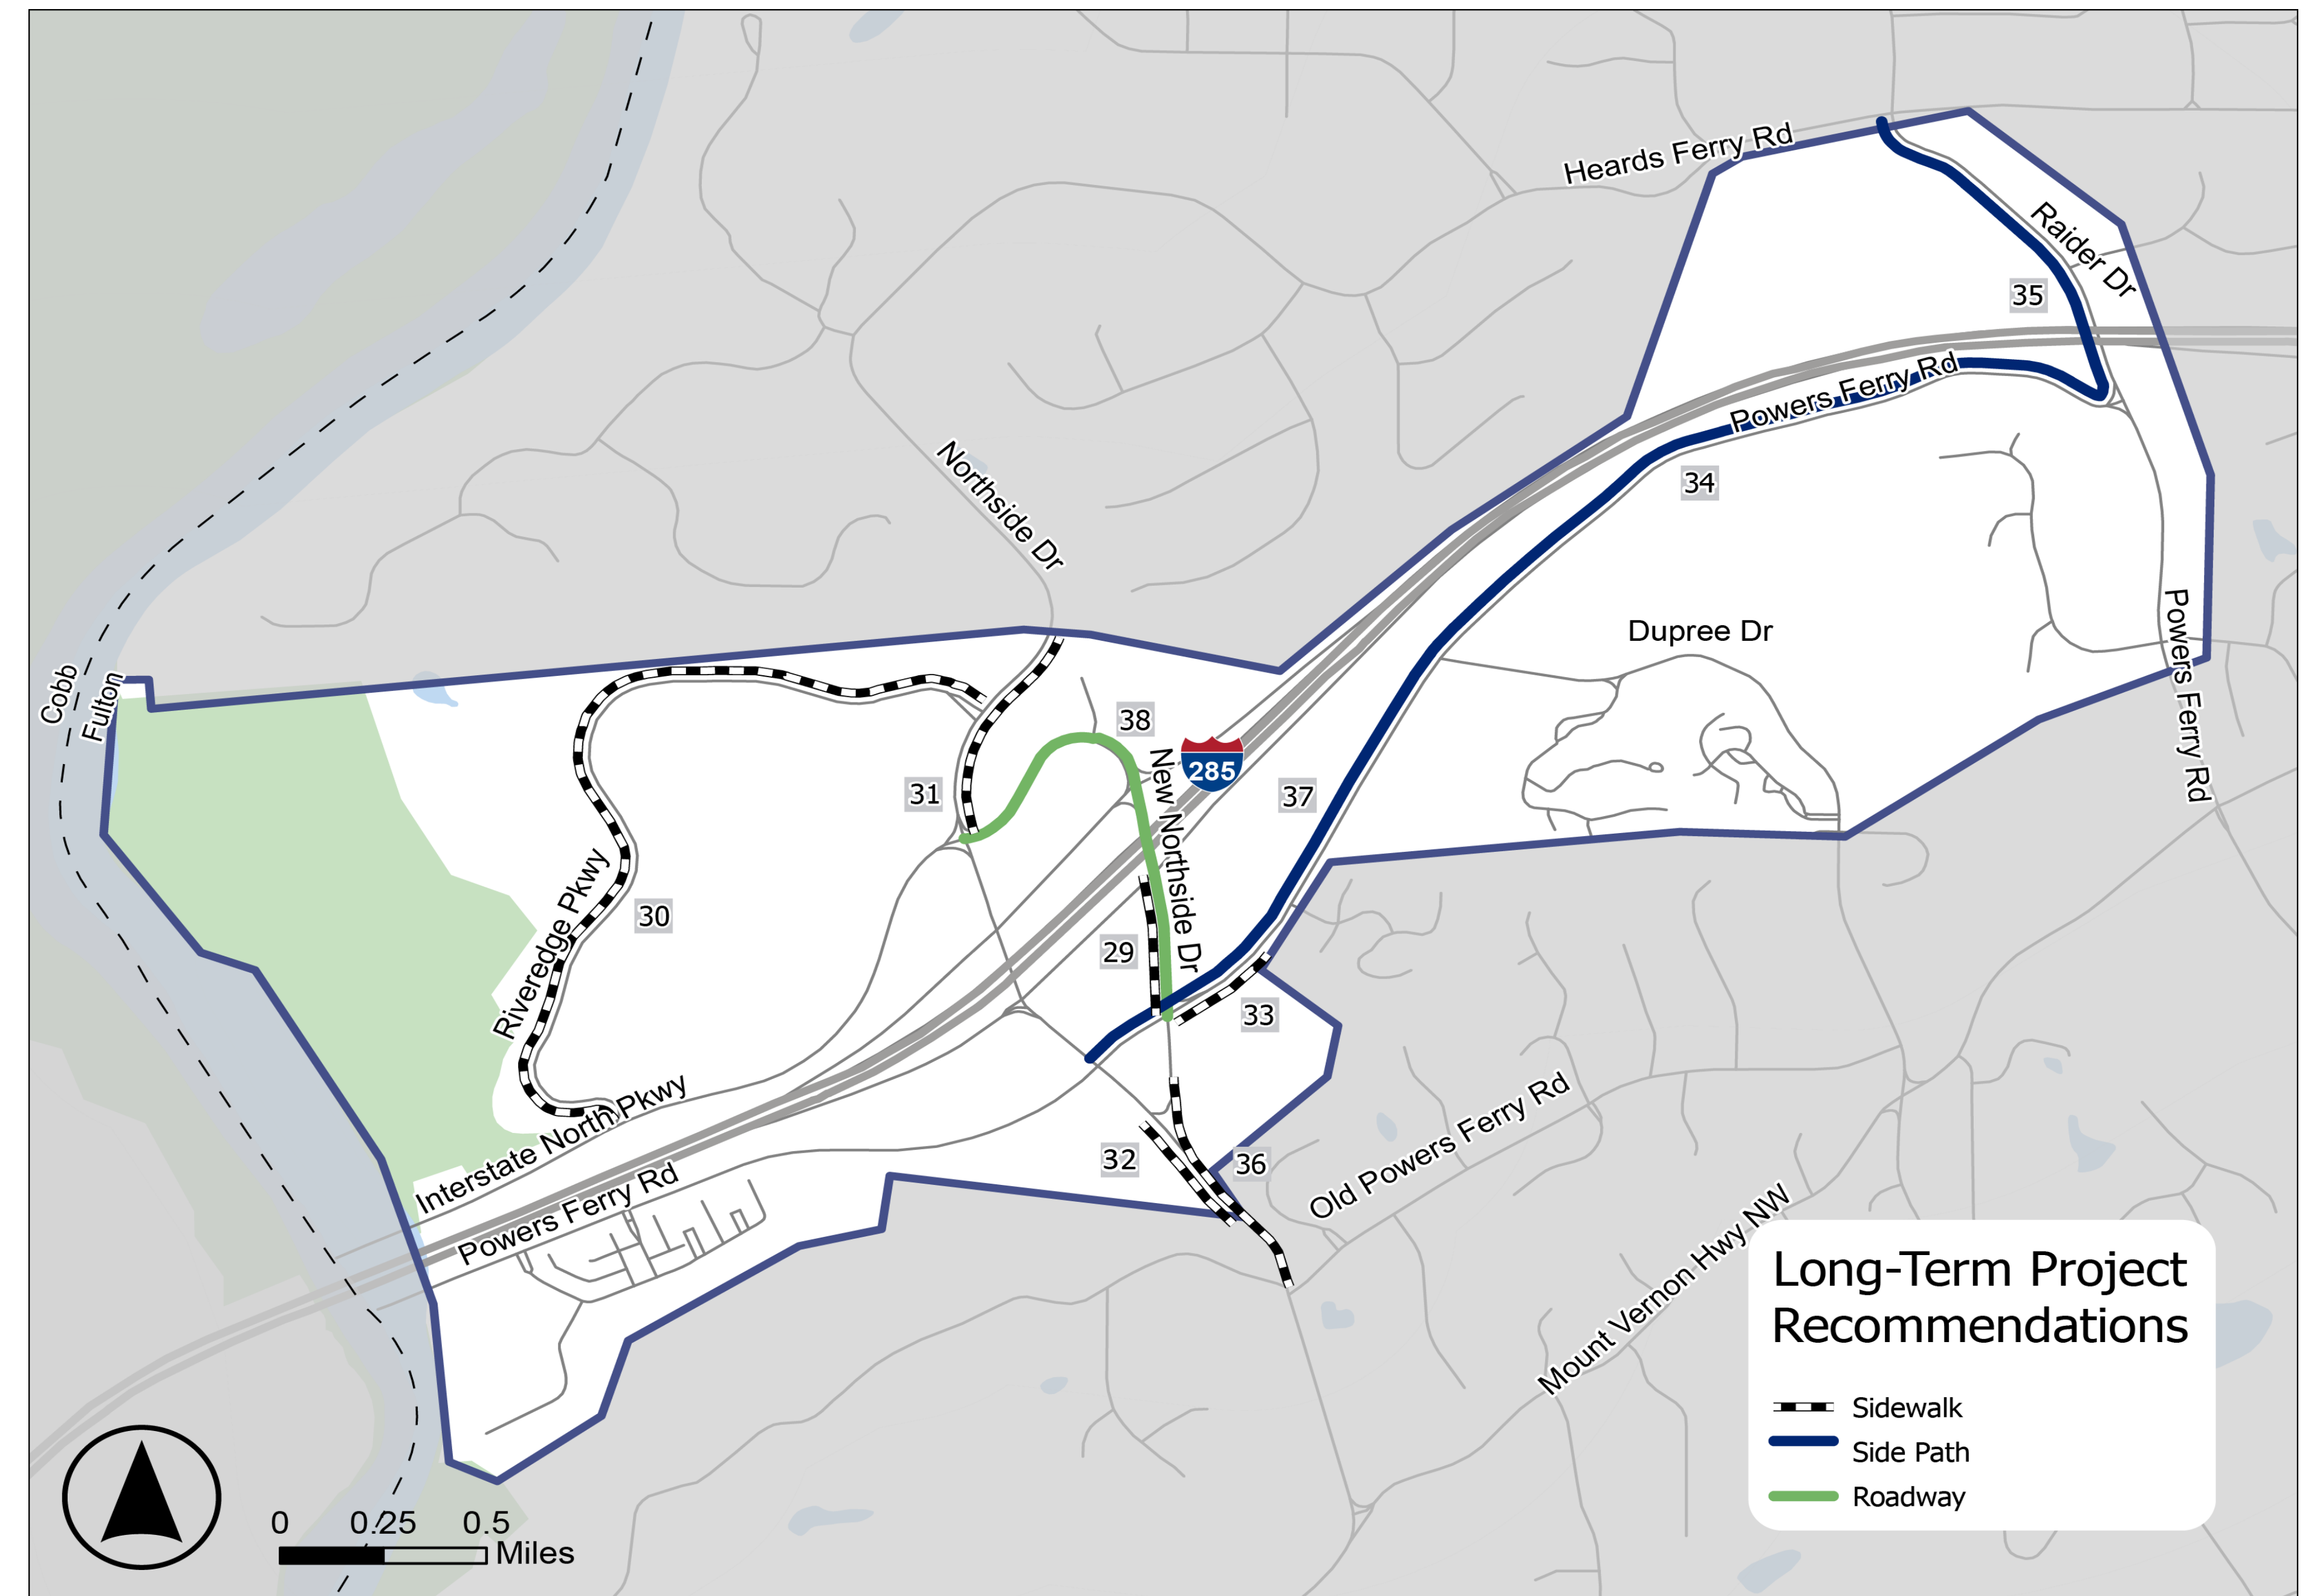 Heards Ferry Rd
Raider Dr
35
Powers Ferry Rd
34
Northside Dr
Dupree Dr
Powers Ferry Rd
Cobb
Fulton
38
New Northside Dr
285
37
31
Riveredge Pkwy
30
29
33
Interstate North Pkwy
Powers Ferry Rd
32
36
Old Powers Ferry Rd
Mount Vernon Hwy NW
Long-Term Project
Recommendations
Sidewalk
Side Path
Roadway
0 0.25 0.5
Miles